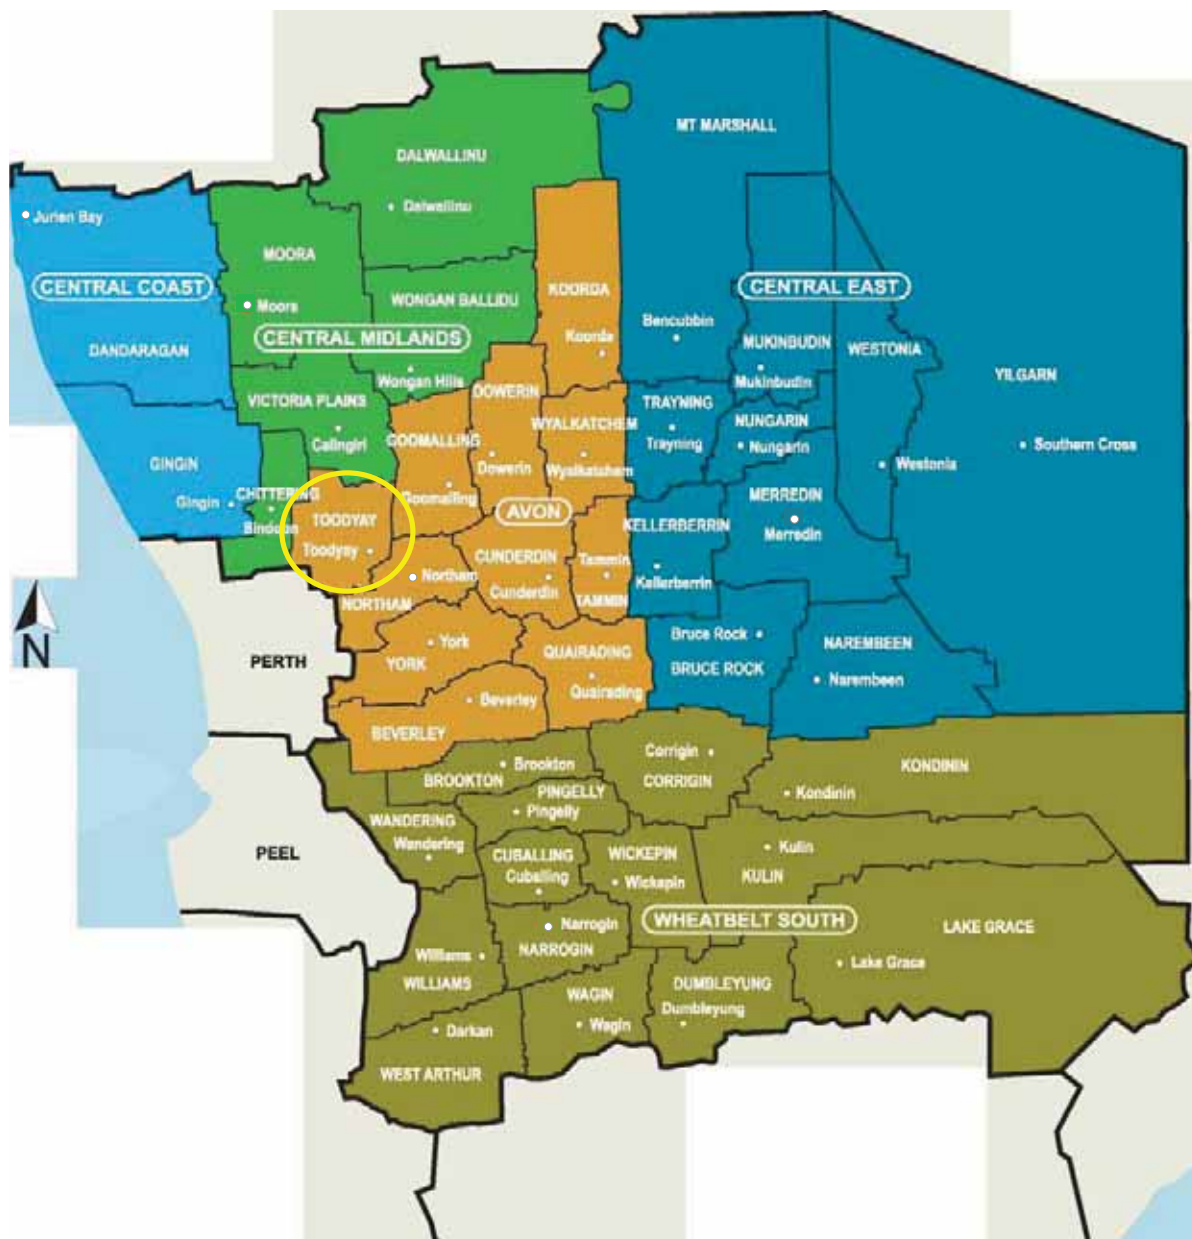 MT MARSHALL
DALWALLINU
Dalwallinu
Jurien Bay
MOORA
CENTRAL COAST
KOORDA
CENTRAL EAST
WONGAN BALLIDU
Moora
Bencubbin
CENTRAL MIDLANDS
Koorda
MUKINBUDIN
WESTONIA
DANDARAGAN
YILGARN
Wongan Hills
Mukinbudin
DOWERIN
VICTORIA PLAINS
TRAYNING
NUNGARIN
WYALKATCHEM
Calingiri
GOOMALLING
Trayning
Nungarin
Southern Cross
GINGIN
Dowerin
Wyalkatchem
Westonia
CHITTERING
Goomalling
MERREDIN
Gingin
AVON
TOODYAY
Bindoon
KELLERBERRIN
Merredin
Toodyay
CUNDERDIN
Tammin
Northam
Kellerberrin
Cunderdin
NORTHAM
TAMMIN
N
York
Bruce Rock
NAREMBEEN
PERTH
YORK
QUAIRADING
BRUCE ROCK
Narembeen
Quairading
Beverley
BEVERLEY
Corrigin
Brookton
KONDININ
BROOKTON
CORRIGIN
PINGELLY
Kondinin
Pingelly
WANDERING
Wandering
Kulin
PEEL
CUBALLING
WICKEPIN
Cuballing
Wickepin
KULIN
WHEATBELT SOUTH
Narrogin
LAKE GRACE
NARROGIN
Williams
Lake Grace
WILLIAMS
DUMBLEYUNG
WAGIN
Dumbleyung
Wagin
Darkan
WEST ARTHUR